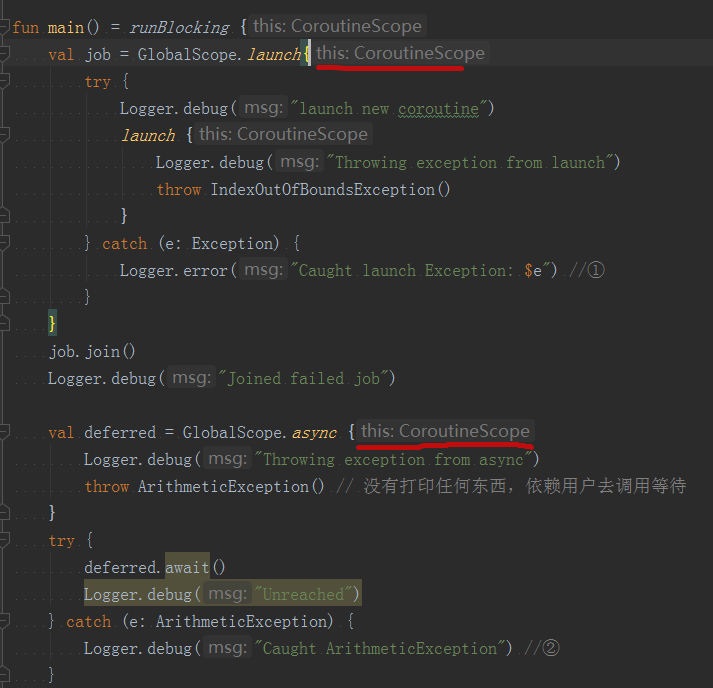 fun main() = runBlocking { this: CoroutineScope
val job = GlobalScope.launch{ this: CoroutineScope
try {
Logger.debug( msg: "launch new coroutine")
launch { this: CoroutineScope
Logger.debug( msg: "Throwing exception from launch")
throw IndexOutOfBoundsException()
}
} catch (e: Exception) {
Logger.error( msg: "Caught launch Exception: $e") //①
}
}
job.join()
Logger.debug( msg: "Joined failed job")
val deferred = GlobalScope.async { this: CoroutineScope
Logger.debug( msg: "Throwing exception from async")
throw ArithmeticException() // 没有打印任何东西，依赖用户去调用等待
}
try {
deferred.await()
Logger.debug( msg: "Unreached")
} catch (e: ArithmeticException) {
Logger.debug( msg: "Caught ArithmeticException") //②
}